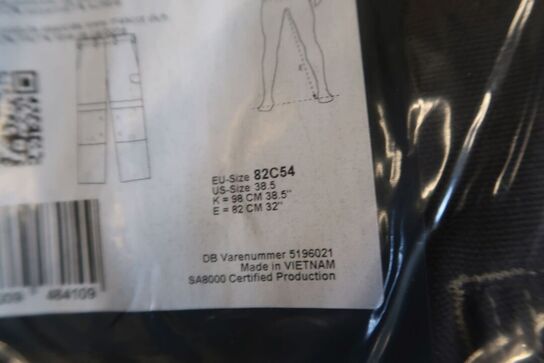 EU-Size 82C54
US-Size 38.5
K = 98 CM 38.5"
E = 82 CM 32"
DB Varenummer 5196021
Made in VIETNAM
SA8000 Certified Production
484109